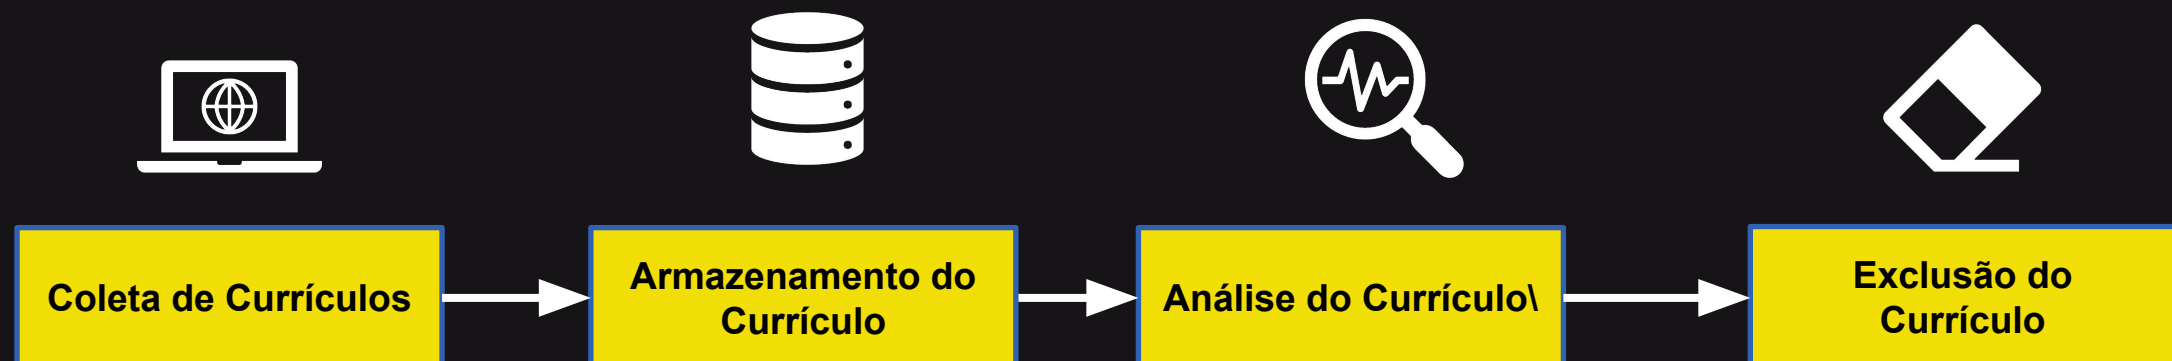 Coleta de Currículos
Armazenamento do
Currículo
Análise do Currículo\
Exclusão do
Currículo